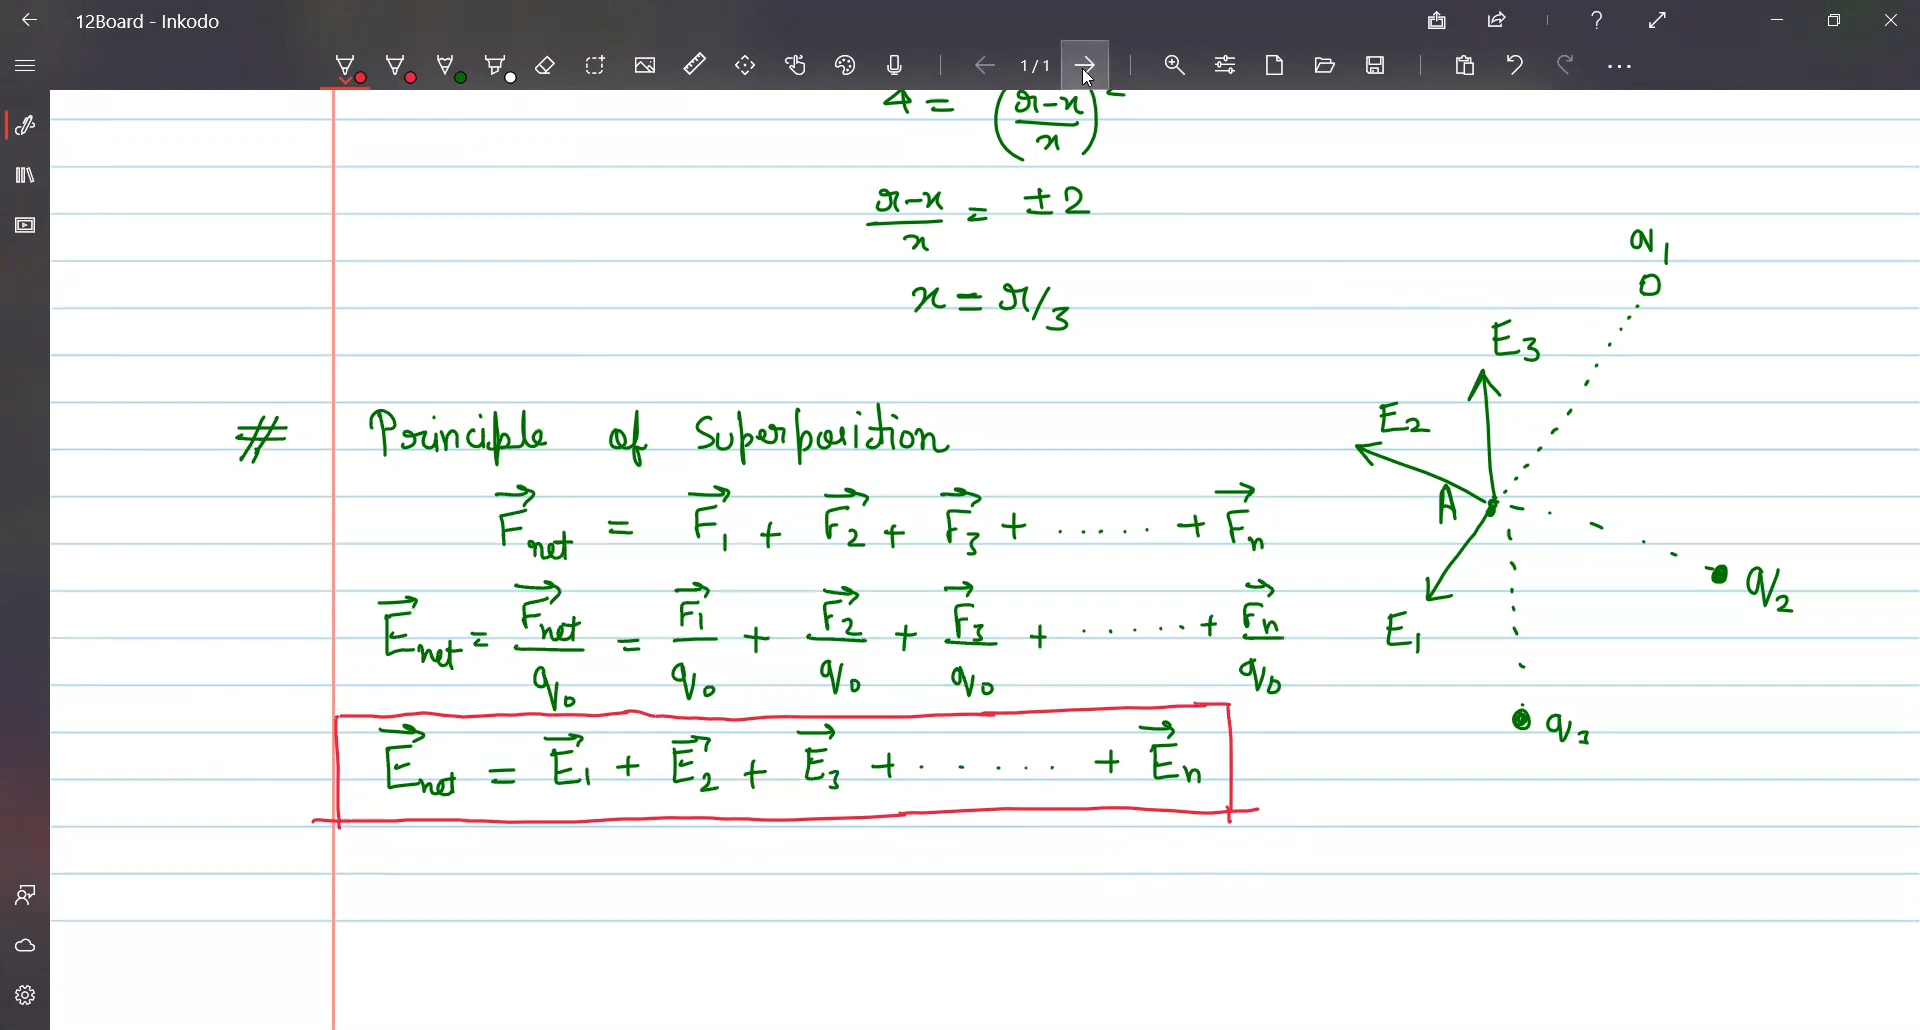 12Board - Inkodo
1 / 1
4 = (r-x/x)²
r-x/x = ± 2
x = r/3
# Principle of Superposition
F⃗net = F⃗1 + F⃗2 + F⃗3 + ...... + F⃗n
E⃗net = F⃗net/q0 = F⃗1/q0 + F⃗2/q0 + F⃗3/q0 + ...... + F⃗n/q0
E⃗net = E⃗1 + E⃗2 + E⃗3 + ...... + E⃗n
q1
E3
E2
A
q2
E1
q3